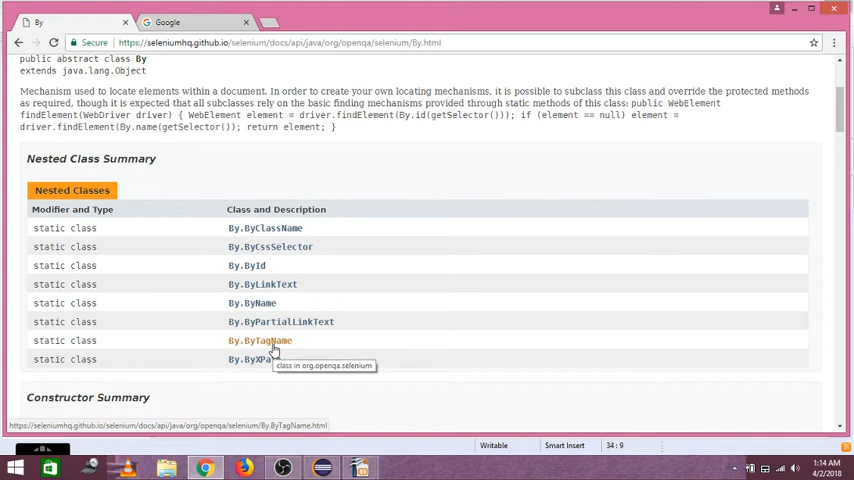 By
Google
Secure
https://seleniumhq.github.io/selenium/docs/api/java/org/openqa/selenium/By.html
public abstract class By
extends java.lang.Object
Mechanism used to locate elements within a document. In order to create your own locating mechanisms, it is possible to subclass this class and override the protected methods
as required, though it is expected that all subclasses rely on the basic finding mechanisms provided through static methods of this class: public WebElement
findElement(WebDriver driver) { WebElement element = driver.findElement(By.id(getSelector())); if (element == null) element =
driver.findElement(By.name(getSelector()); return element; }
Nested Class Summary
Nested Classes
Modifier and Type Class and Description
static class By.ByClassName
static class By.ByCssSelector
static class By.ById
static class By.ByLinkText
static class By.ByName
static class By.ByPartialLinkText
static class By.ByTagName
static class By.ByXPath
class in org.openqa.selenium
Constructor Summary
https://seleniumhq.github.io/selenium/docs/api/java/org/openqa/selenium/By.ByTagName.html
Writable Smart Insert 34 : 9
1:14 AM
4/2/2018